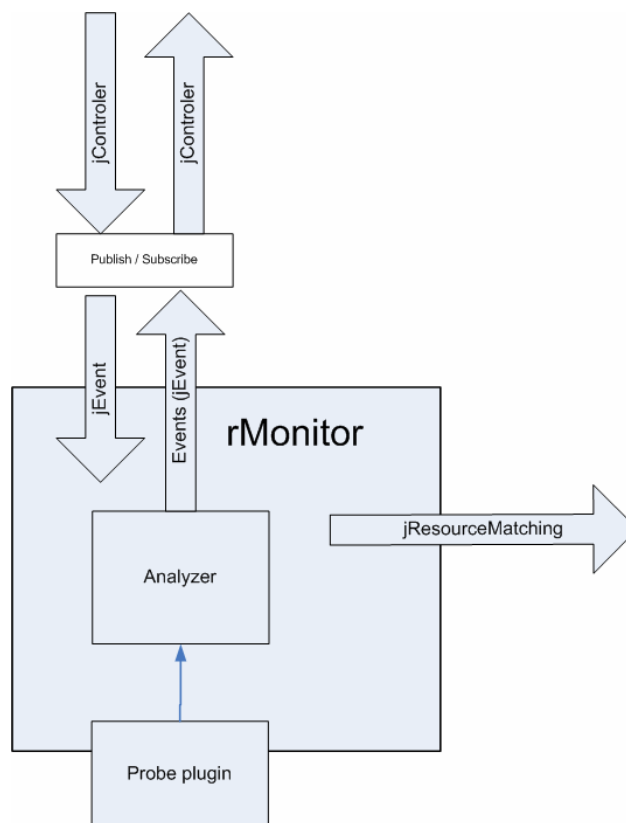 jControler
jControler
Publish / Subscribe
jEvent
Events (jEvent)
rMonitor
jResourceMatching
Analyzer
Probe plugin